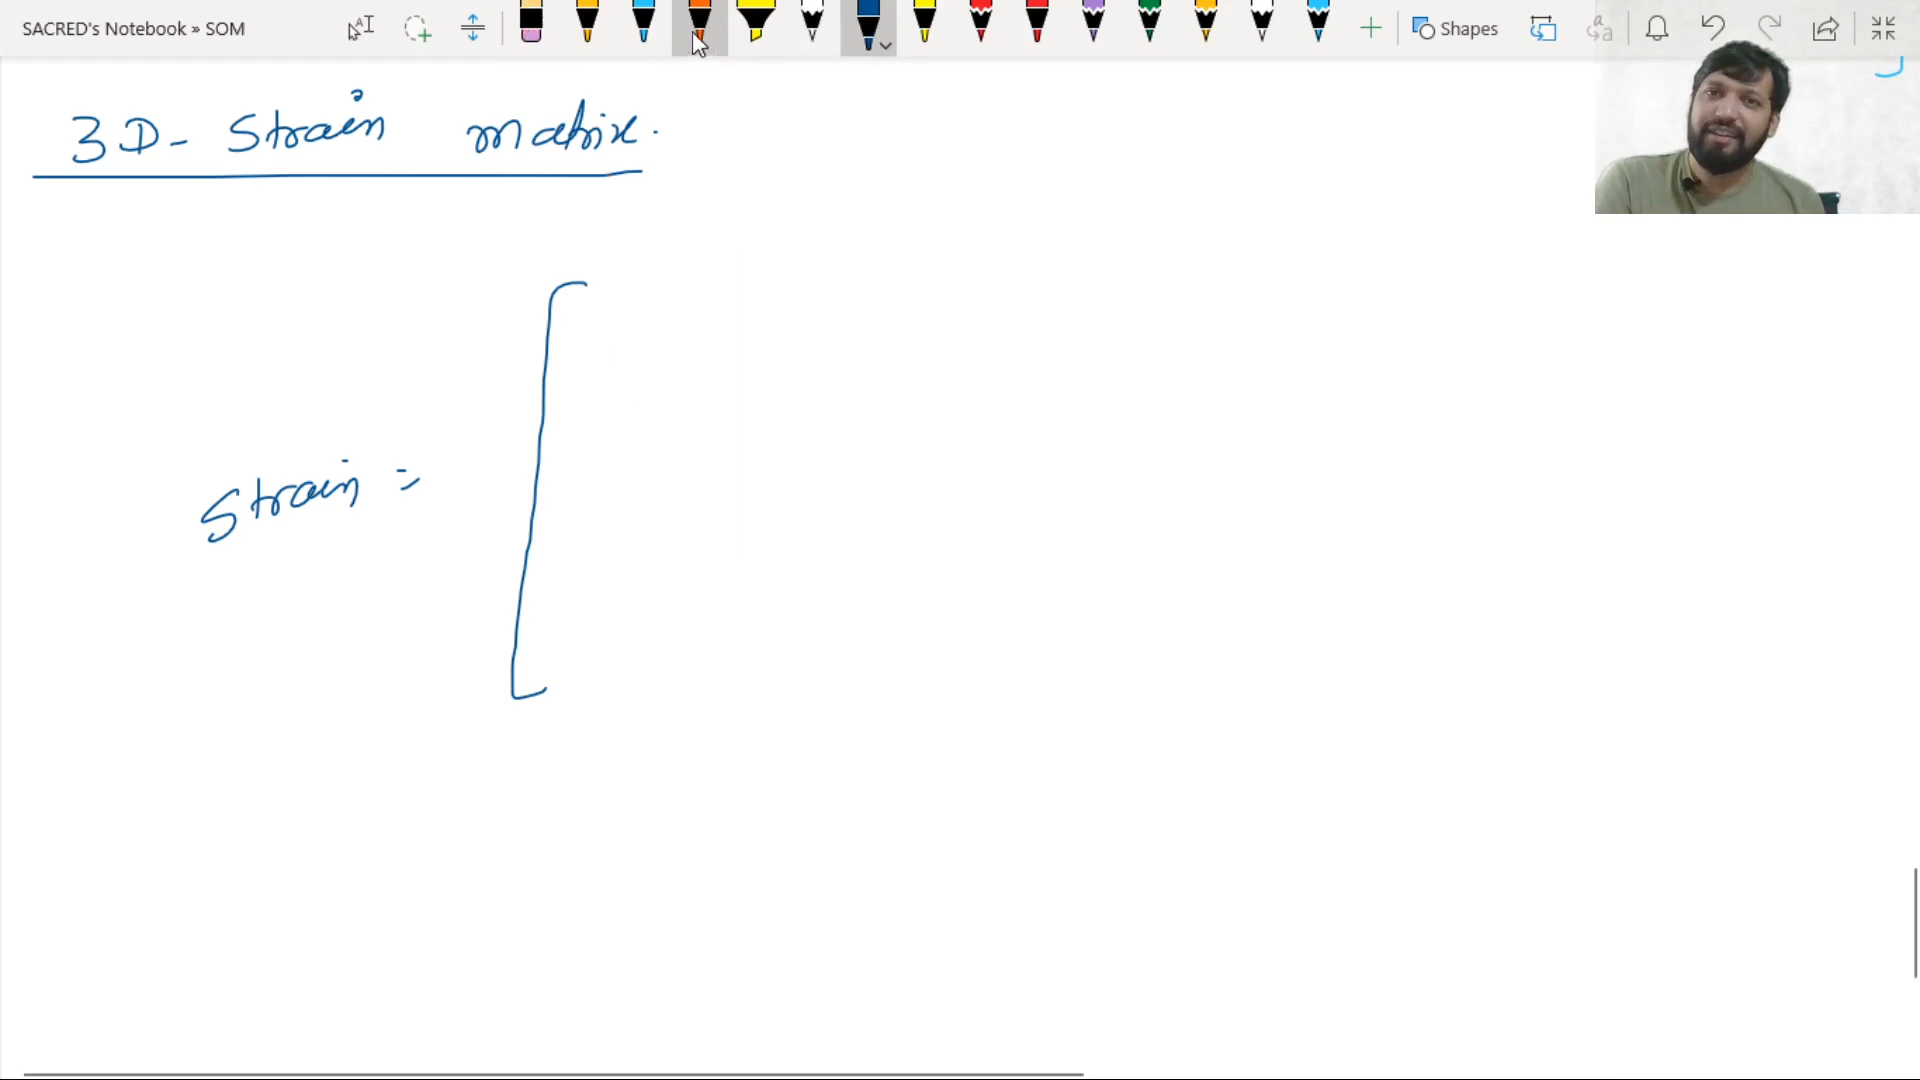 SACRED's Notebook » SOM
Shapes
3D- Strain matrix.
Strain = [